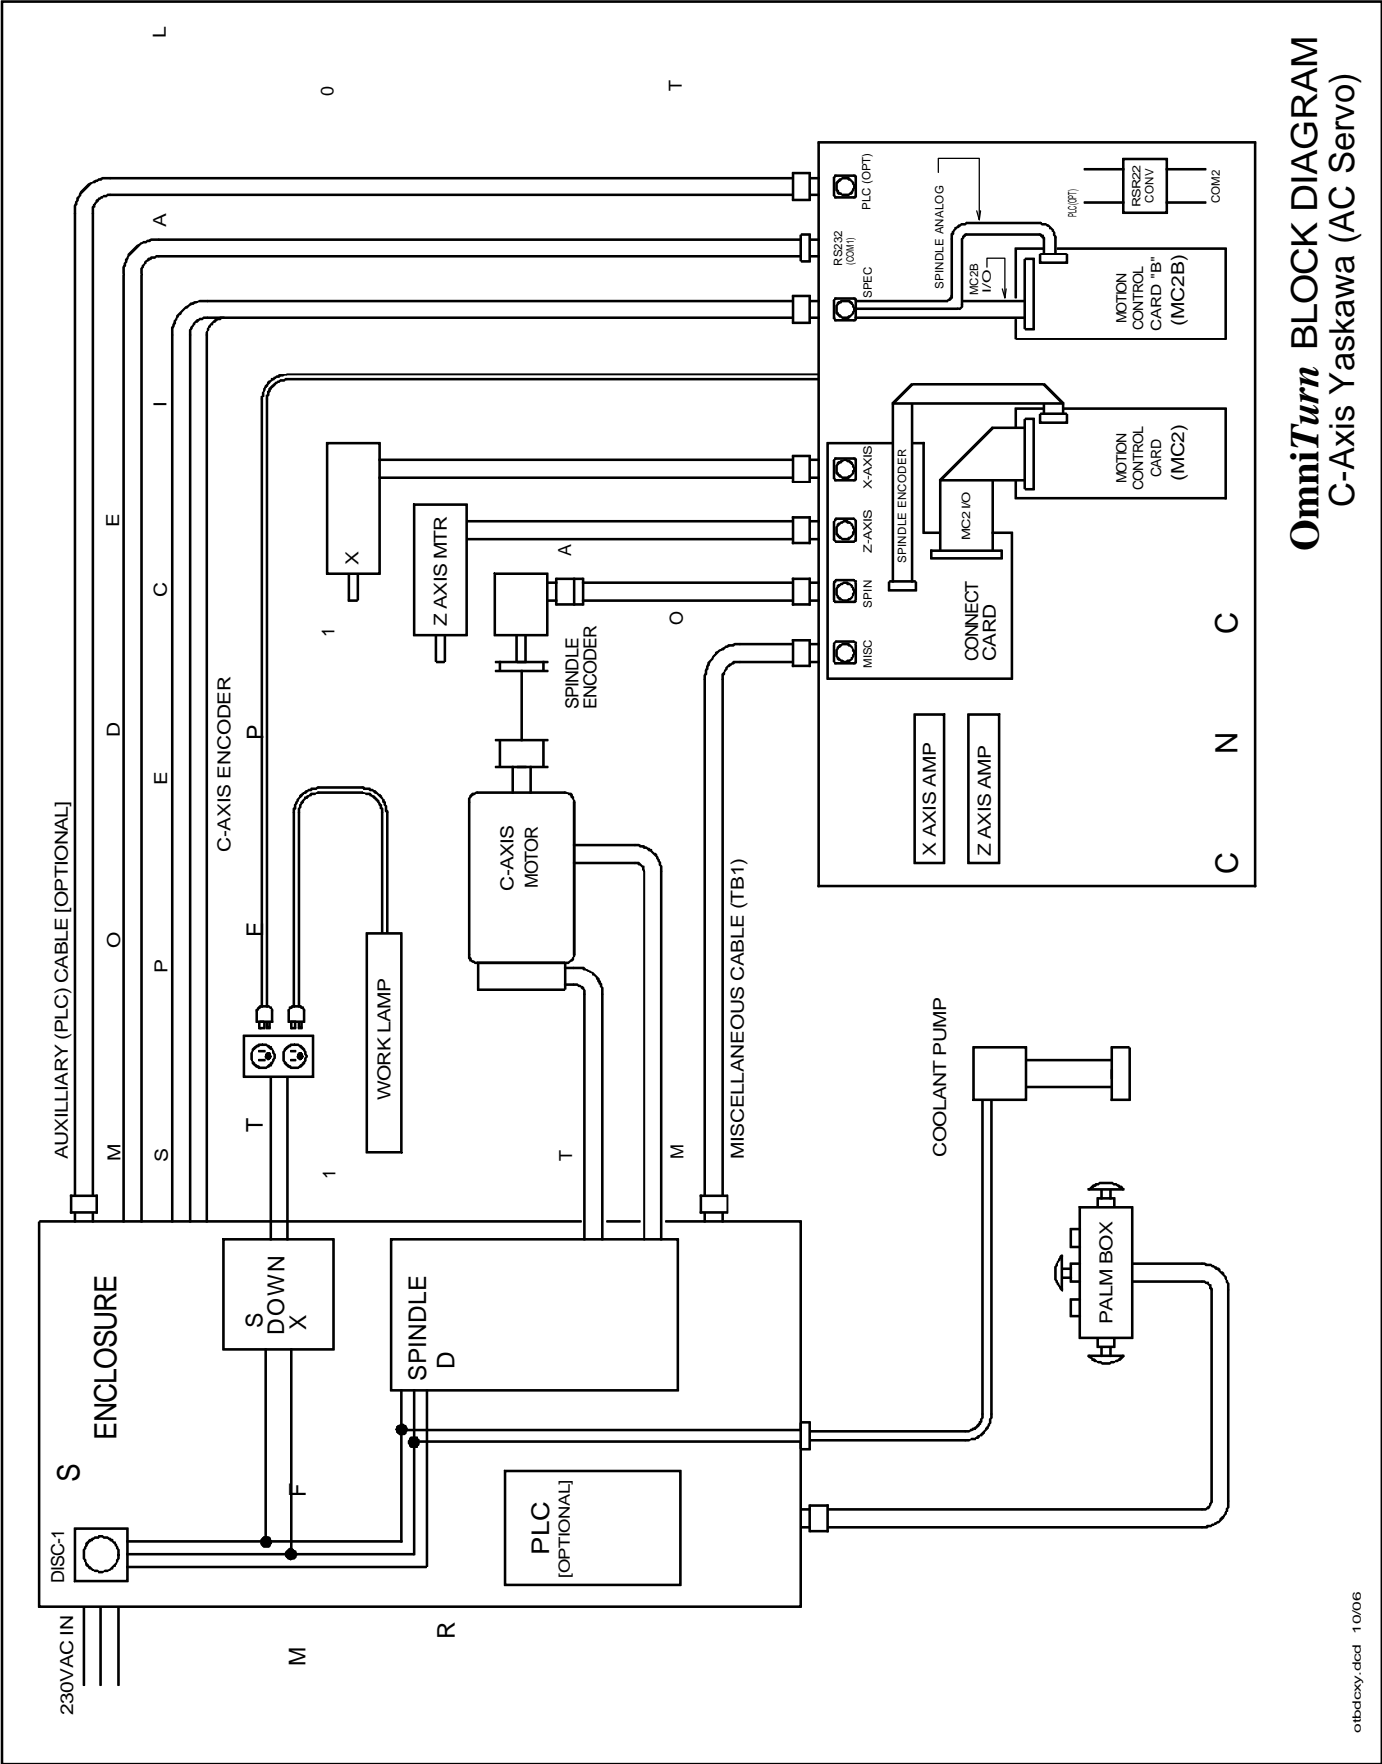 OmniTurn BLOCK DIAGRAM
C-Axis Yaskawa (AC Servo)
230VAC IN
DISC-1
S
ENCLOSURE
M
F
R
S
DOWN
X
SPINDLE
D
PLC
[OPTIONAL]
AUXILLIARY (PLC) CABLE [OPTIONAL]
M O D E
L
S P E C I A
C-AXIS ENCODER
T E P
0
1
1
WORK LAMP
X
Z AXIS MTR
SPINDLE
ENCODER
C-AXIS
MOTOR
T
A
M
O
T
MISCELLANEOUS CABLE (TB1)
COOLANT PUMP
PALM BOX
PLC (OPT)
RS232
(COM1)
SPEC
X-AXIS
Z-AXIS
SPIN
MISC
SPINDLE ANALOG
MC2B
I/O
PLC(OPT)
RSR22
CONV
COM2
MOTION
CONTROL
CARD "B"
(MC2B)
SPINDLE ENCODER
MC2 I/O
MOTION
CONTROL
CARD
(MC2)
CONNECT
CARD
X AXIS AMP
Z AXIS AMP
C N C
otbdcxy.dcd 10/06